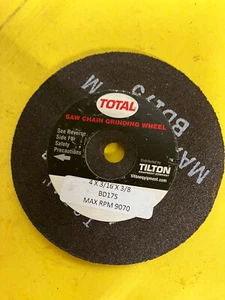 TOTAL
SAW CHAIN GRINDING WHEEL
See Reverse
Side For
Safety
Precautions
Distributed by
TILTON
tiltonequipment.com
4 X 3/16 X 3/8
BD175
MAX RPM 9070
BD175